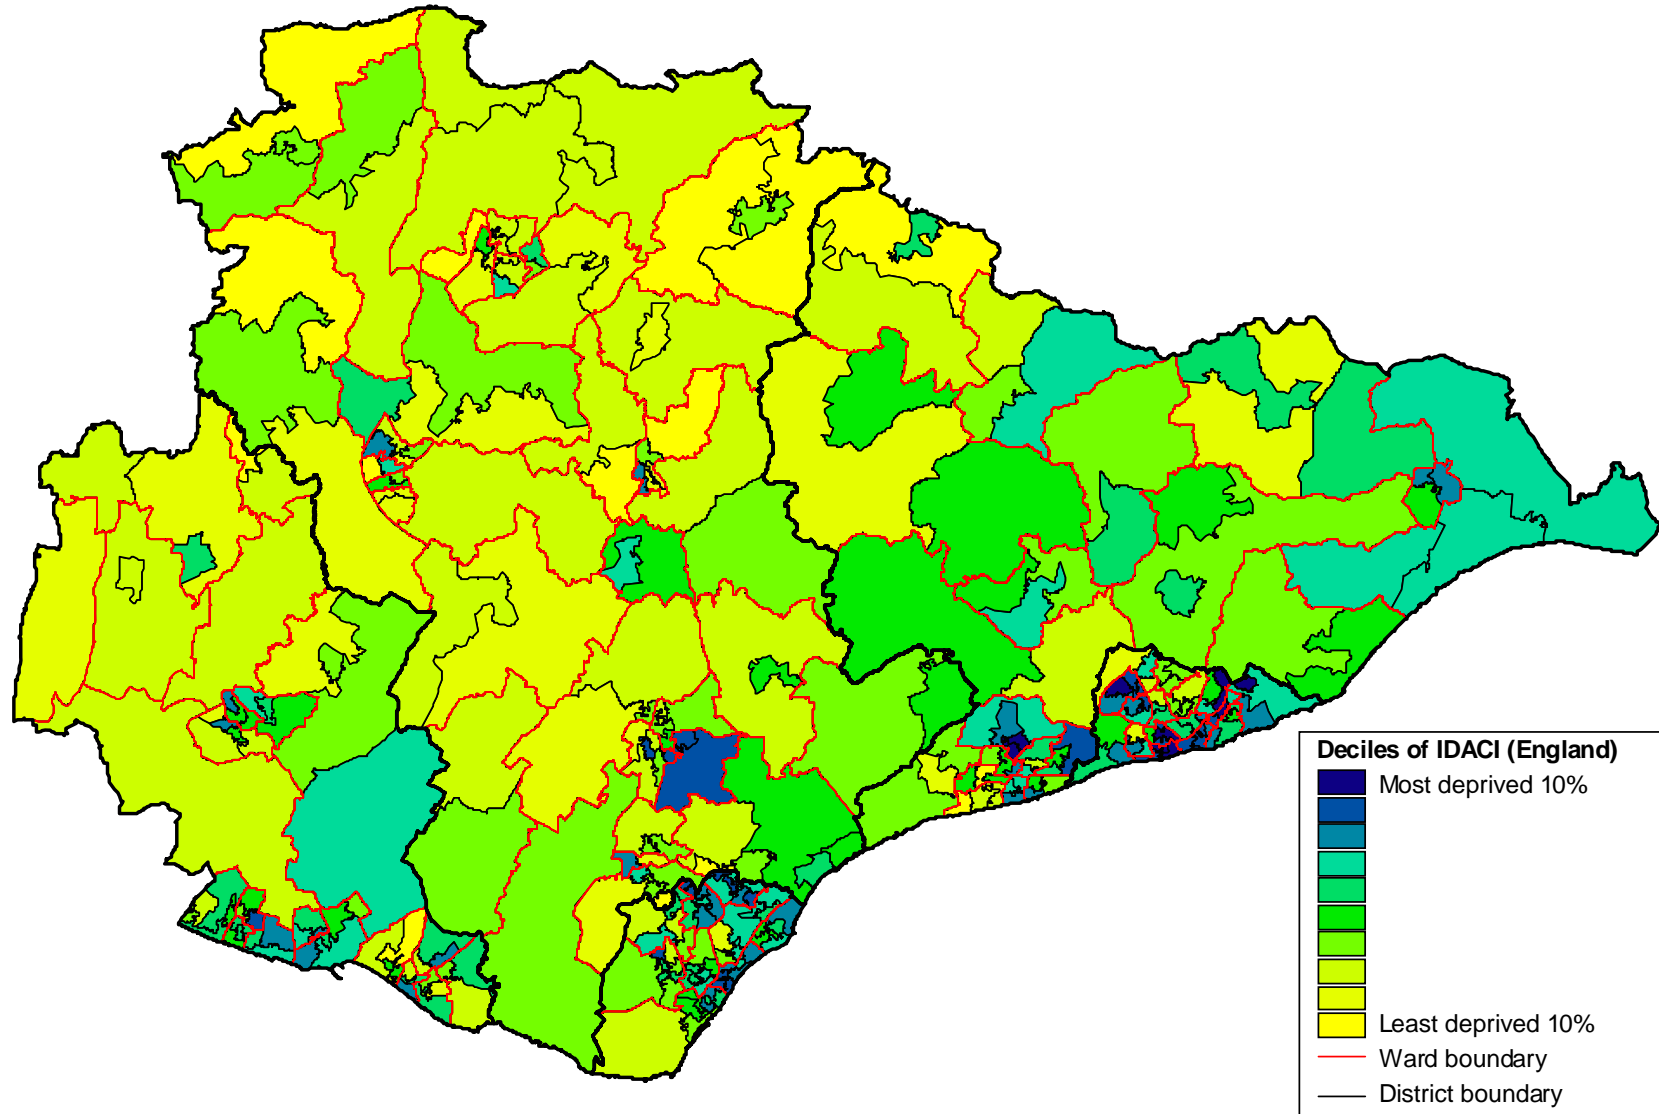 Deciles of IDACI (England)
Most deprived 10%
Least deprived 10%
Ward boundary
District boundary